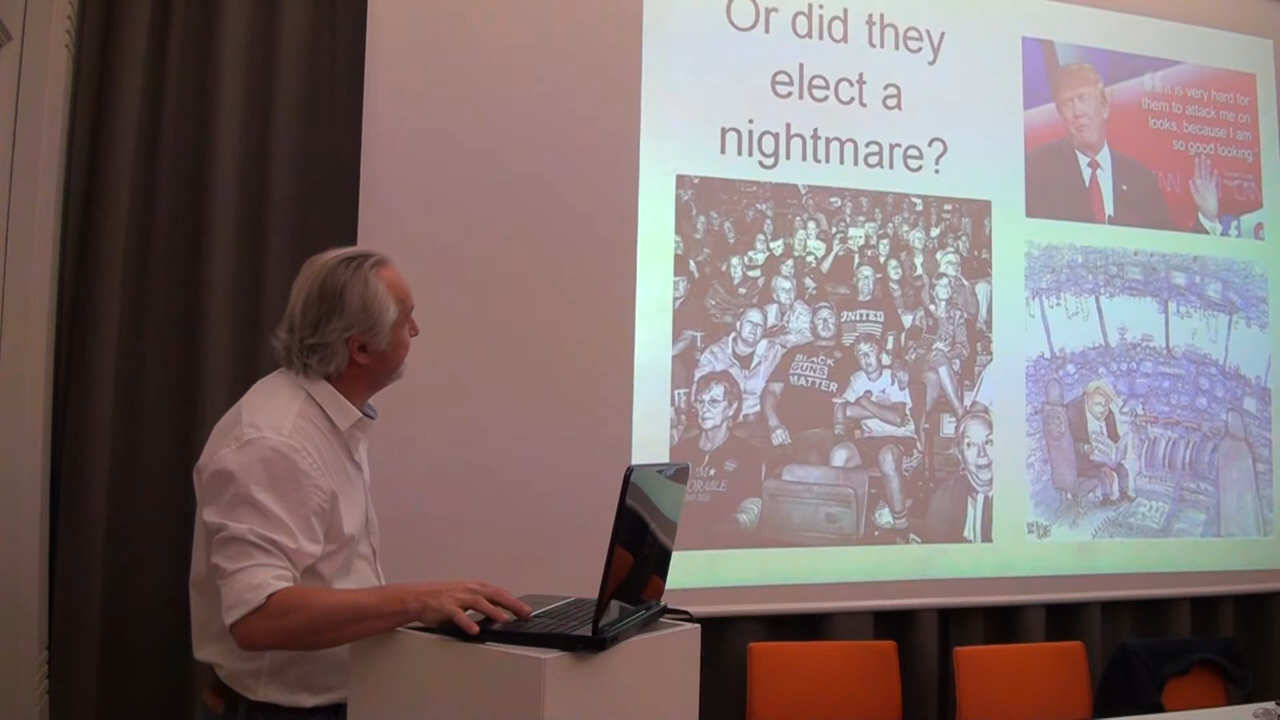 Or did they
elect a
nightmare?
it is very hard for
them to attack me on
looks, because I am
so good looking."
UNITED
BLACK
GUNS
MATTER